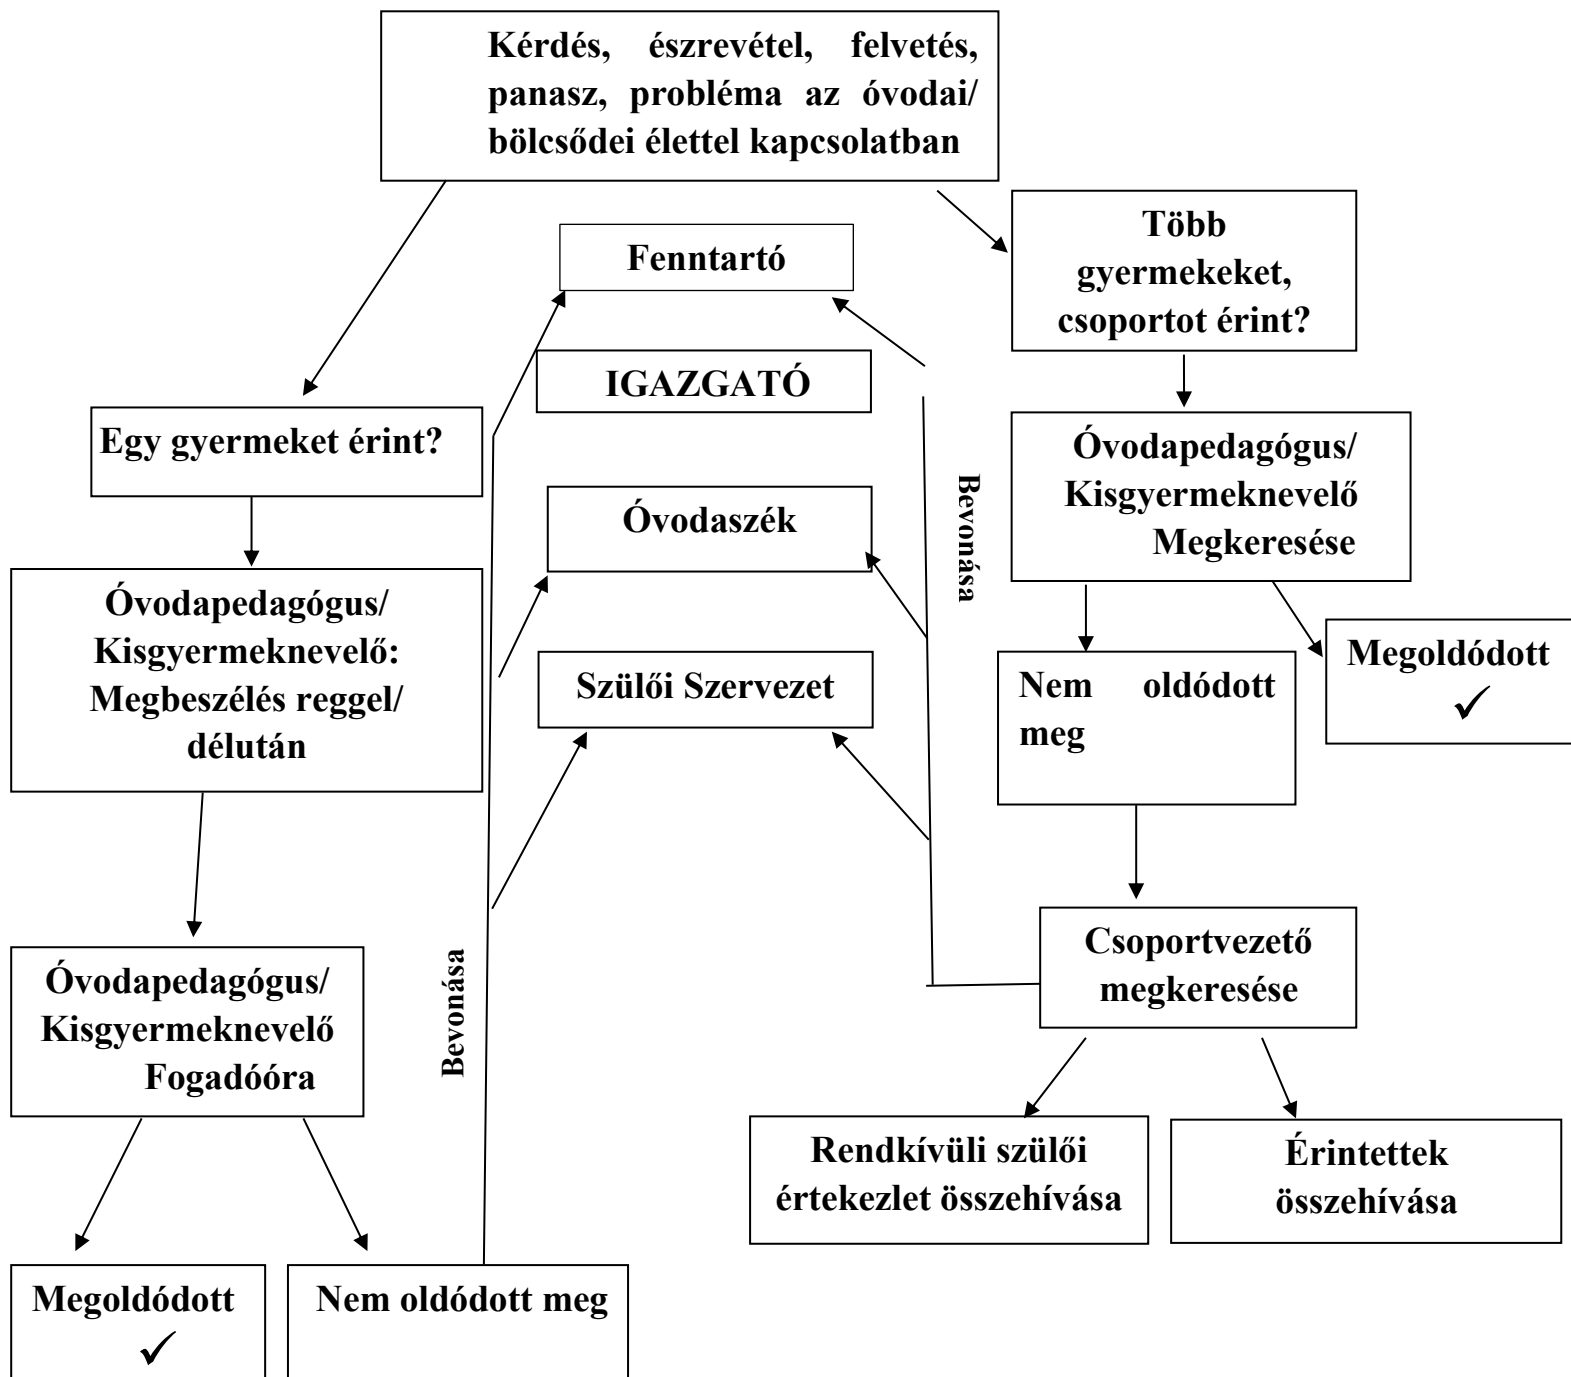 Kérdés, észrevétel, felvetés,
panasz, probléma az óvodai/
bölcsődei élettel kapcsolatban
Több
gyermekeket,
csoportot érint?
Fenntartó
IGAZGATÓ
Egy gyermeket érint?
Óvodapedagógus/
Kisgyermeknevelő
Megkeresése
Óvodaszék
Bevonása
Óvodapedagógus/
Kisgyermeknevelő:
Megbeszélés reggel/
délután
Szülői Szervezet
Nem oldódott
meg
Megoldódott
✓
Csoportvezető
megkeresése
Óvodapedagógus/
Kisgyermeknevelő
Fogadóóra
Bevonása
Rendkívüli szülői
értekezlet összehívása
Érintettek
összehívása
Megoldódott
✓
Nem oldódott meg